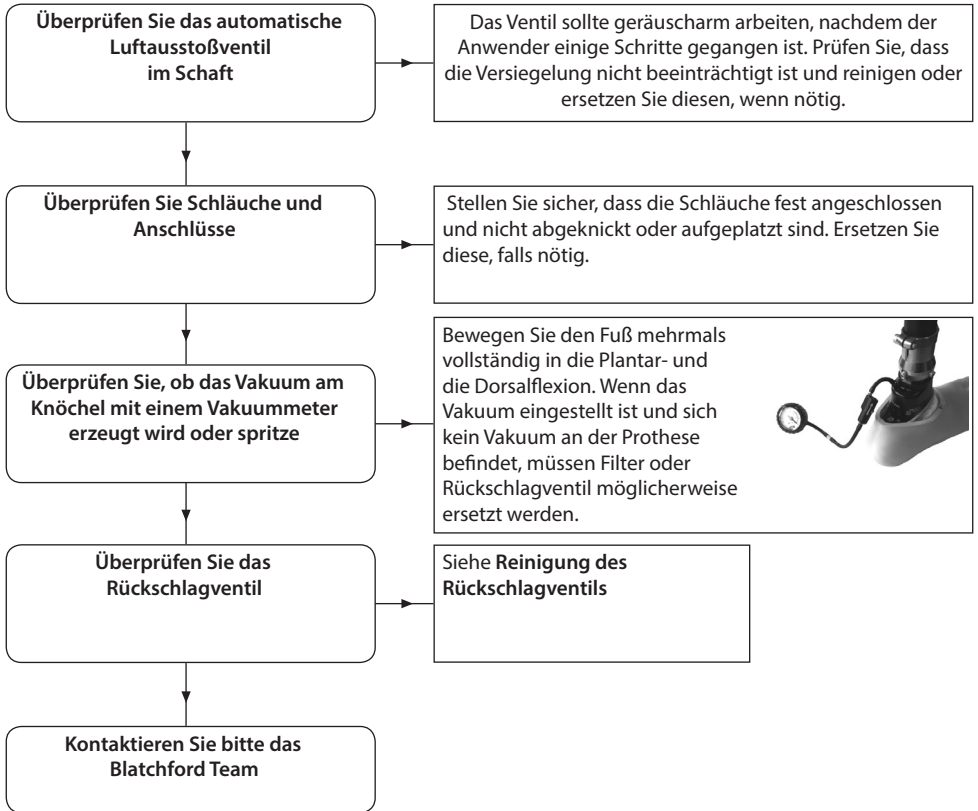 Überprüfen Sie das automatische
Luftausstoßventil
im Schaft
Das Ventil sollte geräuscharm arbeiten, nachdem der
Anwender einige Schritte gegangen ist. Prüfen Sie, dass
die Versiegelung nicht beeinträchtigt ist und reinigen oder
ersetzen Sie diesen, wenn nötig.
Überprüfen Sie Schläuche und
Anschlüsse
Stellen Sie sicher, dass die Schläuche fest angeschlossen
und nicht abgeknickt oder aufgeplatzt sind. Ersetzen Sie
diese, falls nötig.
Überprüfen Sie, ob das Vakuum am
Knöchel mit einem Vakuummeter
erzeugt wird oder spritze
Bewegen Sie den Fuß mehrmals
vollständig in die Plantar- und
die Dorsalflexion. Wenn das
Vakuum eingestellt ist und sich
kein Vakuum an der Prothese
befindet, müssen Filter oder
Rückschlagventil möglicherweise
ersetzt werden.
Überprüfen Sie das
Rückschlagventil
Siehe Reinigung des
Rückschlagventils
Kontaktieren Sie bitte das
Blatchford Team